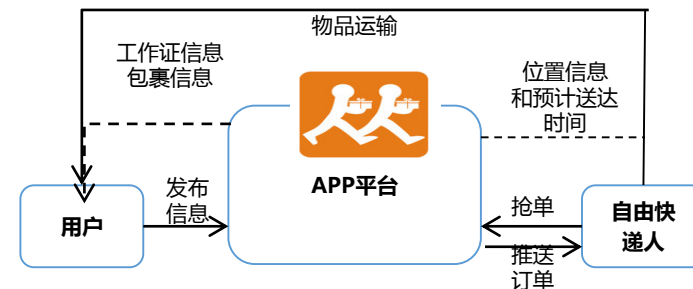 物品运输
工作证信息
包裹信息
位置信息
和预计送达
时间
APP平台
发布
信息
用户
抢单
自由快
递人
推送
订单